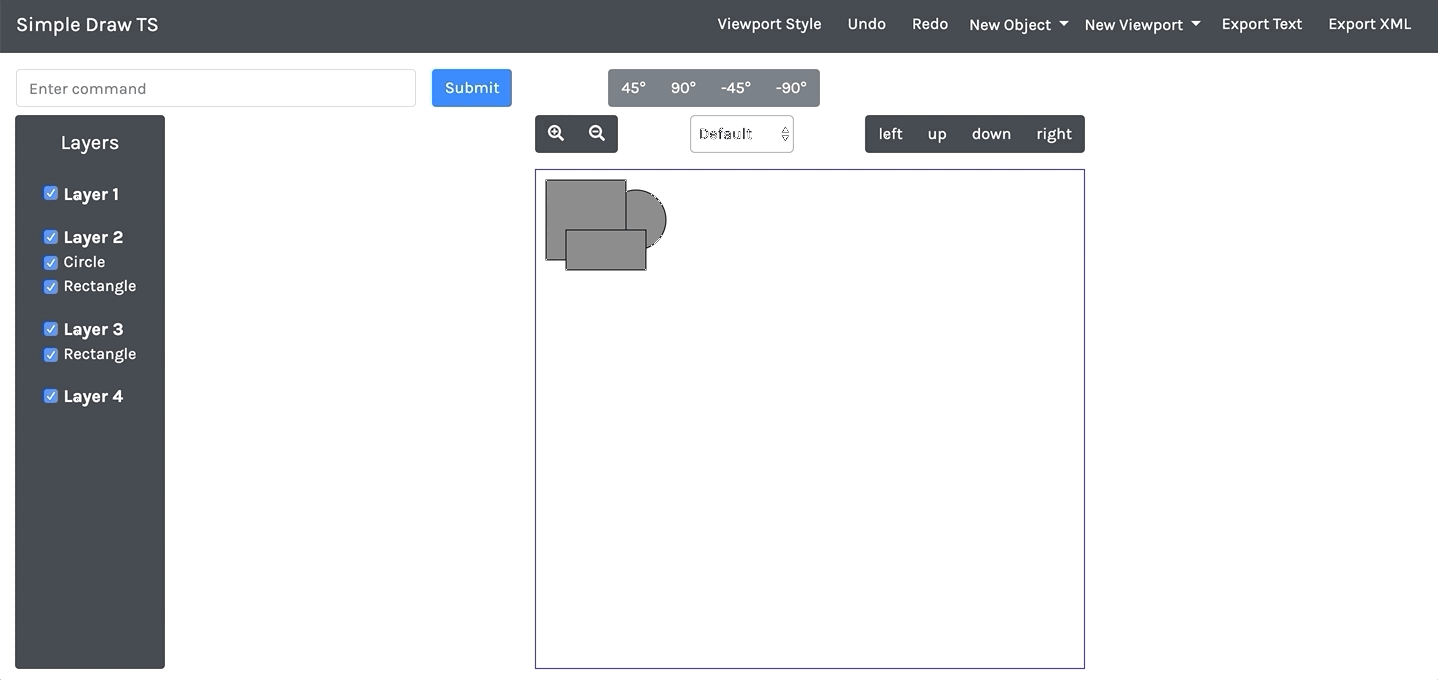 Simple Draw TS Viewport Style Undo Redo New Object New Viewport Export Text Export XML
Enter command Submit 45° 90° -45° -90°
Default left up down right
Layers
Layer 1
Layer 2
Circle
Rectangle
Layer 3
Rectangle
Layer 4